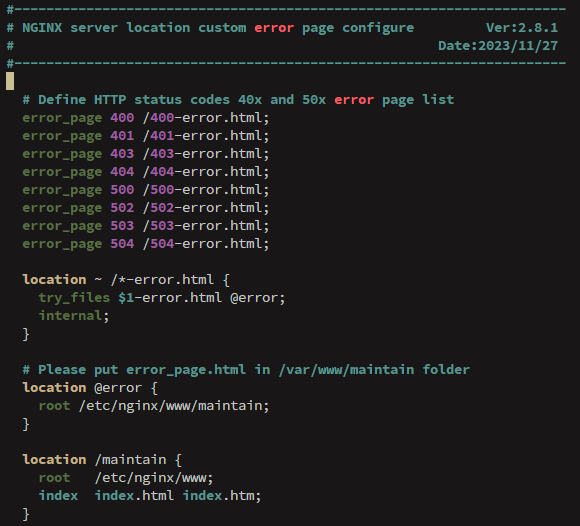 #---------------------------------------------------------------------
# NGINX server location custom error page configure         Ver:2.8.1
#                                                     Date:2023/11/27
#---------------------------------------------------------------------
  # Define HTTP status codes 40x and 50x error page list
  error_page 400 /400-error.html;
  error_page 401 /401-error.html;
  error_page 403 /403-error.html;
  error_page 404 /404-error.html;
  error_page 500 /500-error.html;
  error_page 502 /502-error.html;
  error_page 503 /503-error.html;
  error_page 504 /504-error.html;
  location ~ /*-error.html {
    try_files $1-error.html @error;
    internal;
  }
  # Please put error_page.html in /var/www/maintain folder
  location @error {
    root /etc/nginx/www/maintain;
  }
  location /maintain {
    root   /etc/nginx/www;
    index  index.html index.htm;
  }